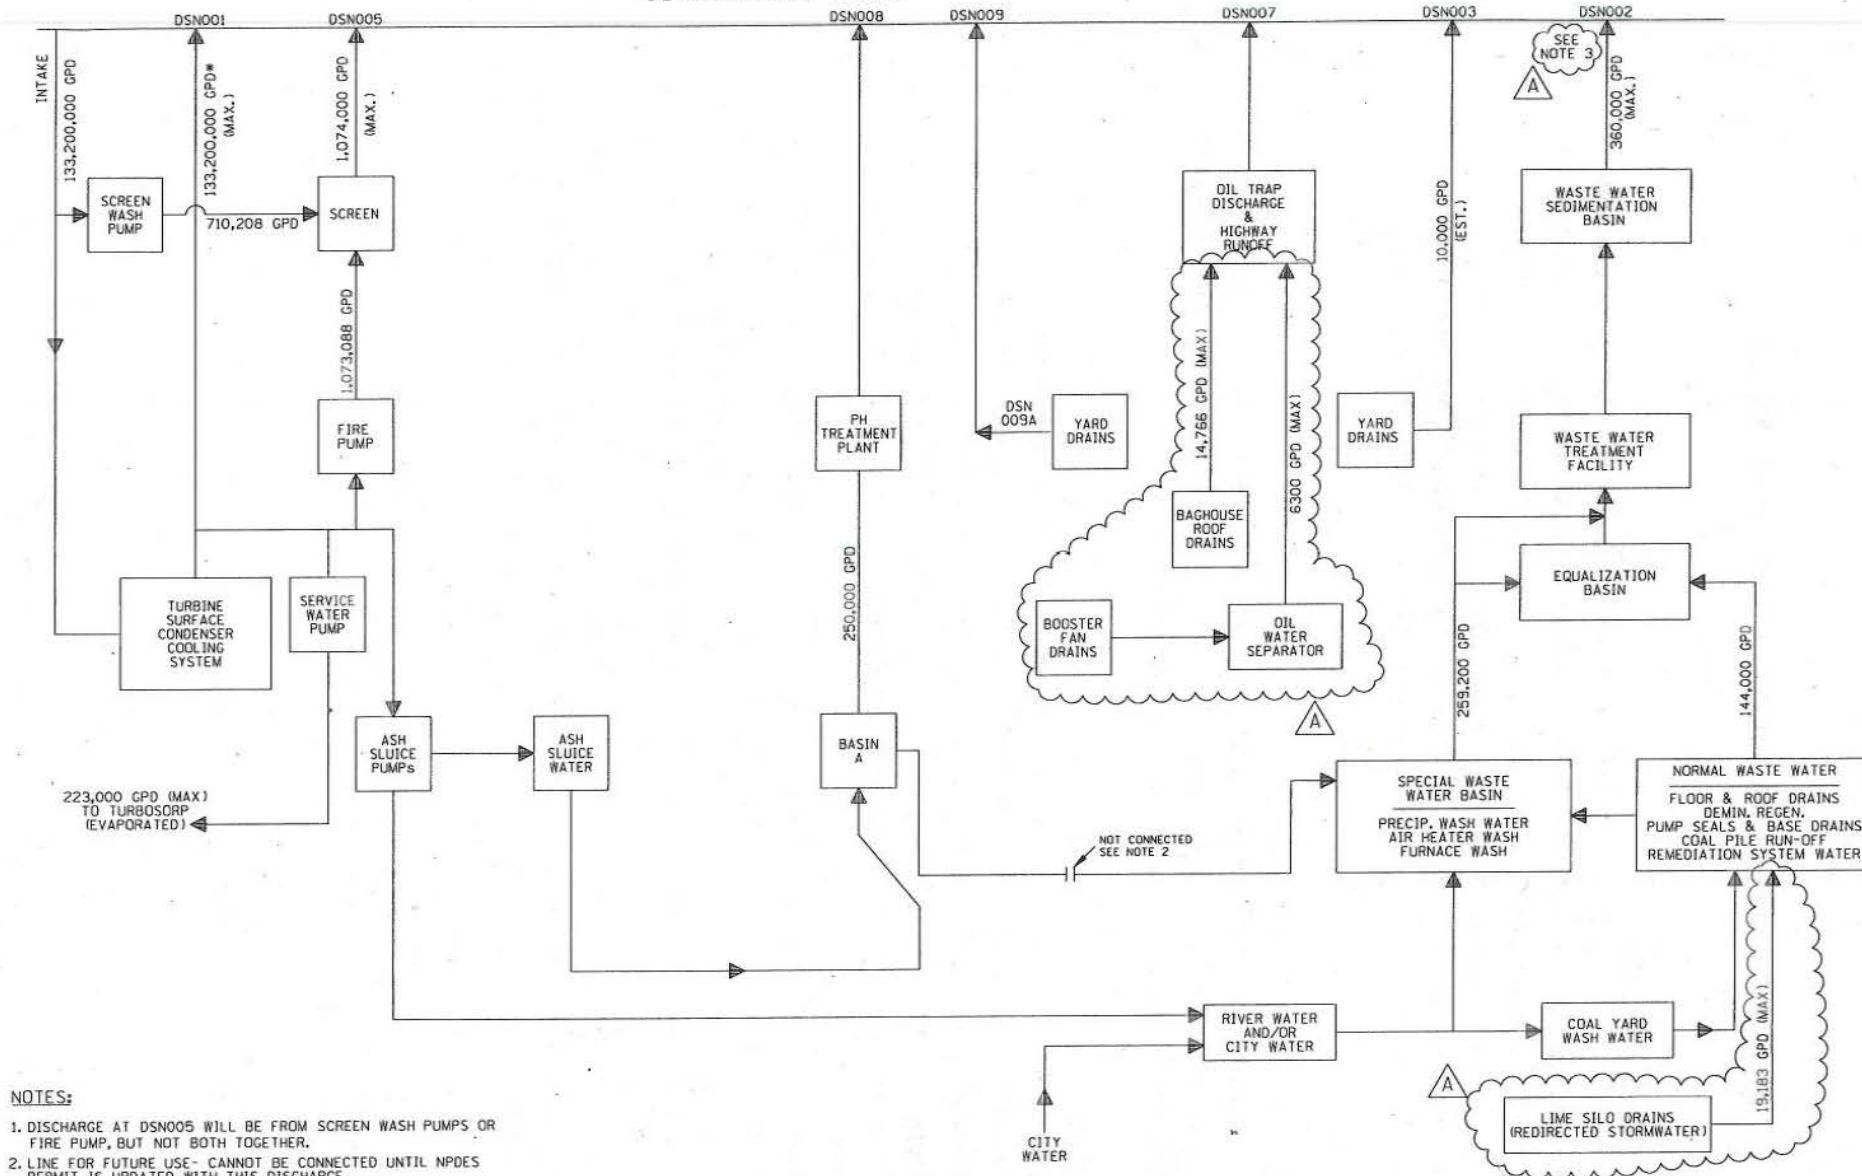 DSN001
DSN005
DSN008
DSN009
DSN007
DSN003
DSN002
INTAKE
133,200,000 GPD
133,200,000 GPD*
(MAX.)
1,074,000 GPD
(MAX.)
SEE
NOTE 3
A
360,000 GPD
(MAX.)
10,000 GPD
(EST.)
SCREEN
WASH
PUMP
710,208 GPD
SCREEN
OIL TRAP
DISCHARGE
&
HIGHWAY
RUNOFF
WASTE WATER
SEDIMENTATION
BASIN
1,073,088 GPD
14,766 GPD (MAX)
6300 GPD (MAX)
FIRE
PUMP
PH
TREATMENT
PLANT
DSN
009A
YARD
DRAINS
YARD
DRAINS
WASTE WATER
TREATMENT
FACILITY
BAGHOUSE
ROOF
DRAINS
250,000 GPD
EQUALIZATION
BASIN
TURBINE
SURFACE
CONDENSER
COOLING
SYSTEM
SERVICE
WATER
PUMP
BOOSTER
FAN
DRAINS
OIL
WATER
SEPARATOR
259,200 GPD
144,000 GPD
A
ASH
SLUICE
PUMPs
ASH
SLUICE
WATER
BASIN
A
223,000 GPD (MAX)
TO TURBOSORP
(EVAPORATED)
NOT CONNECTED
SEE NOTE 2
SPECIAL WASTE
WATER BASIN
PRECIP. WASH WATER
AIR HEATER WASH
FURNACE WASH
NORMAL WASTE WATER
FLOOR & ROOF DRAINS
DEMIN. REGEN.
PUMP SEALS & BASE DRAINS
COAL PILE RUN-OFF
REMEDIATION SYSTEM WATER
RIVER WATER
AND/OR
CITY WATER
COAL YARD
WASH WATER
19,183 GPD (MAX)
A
LIME SILO DRAINS
(REDIRECTED STORMWATER)
CITY
WATER
NOTES:
1. DISCHARGE AT DSN005 WILL BE FROM SCREEN WASH PUMPS OR
FIRE PUMP, BUT NOT BOTH TOGETHER.
2. LINE FOR FUTURE USE- CANNOT BE CONNECTED UNTIL NPDES
PERMIT IS UPDATED WITH THIS DISCHARGE